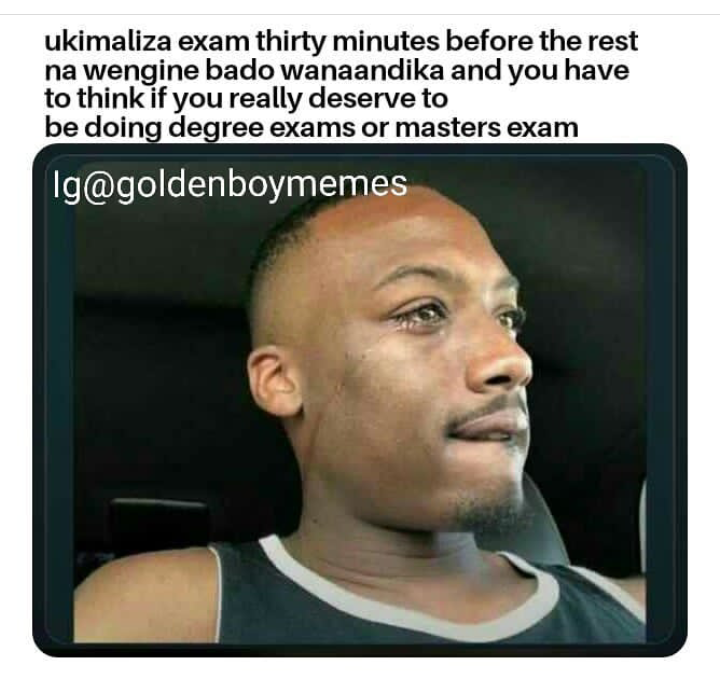 ukimaliza exam thirty minutes before the rest
na wengine bado wanaandika and you have
to think if you really deserve to
be doing degree exams or masters exam
Ig@goldenboymemes